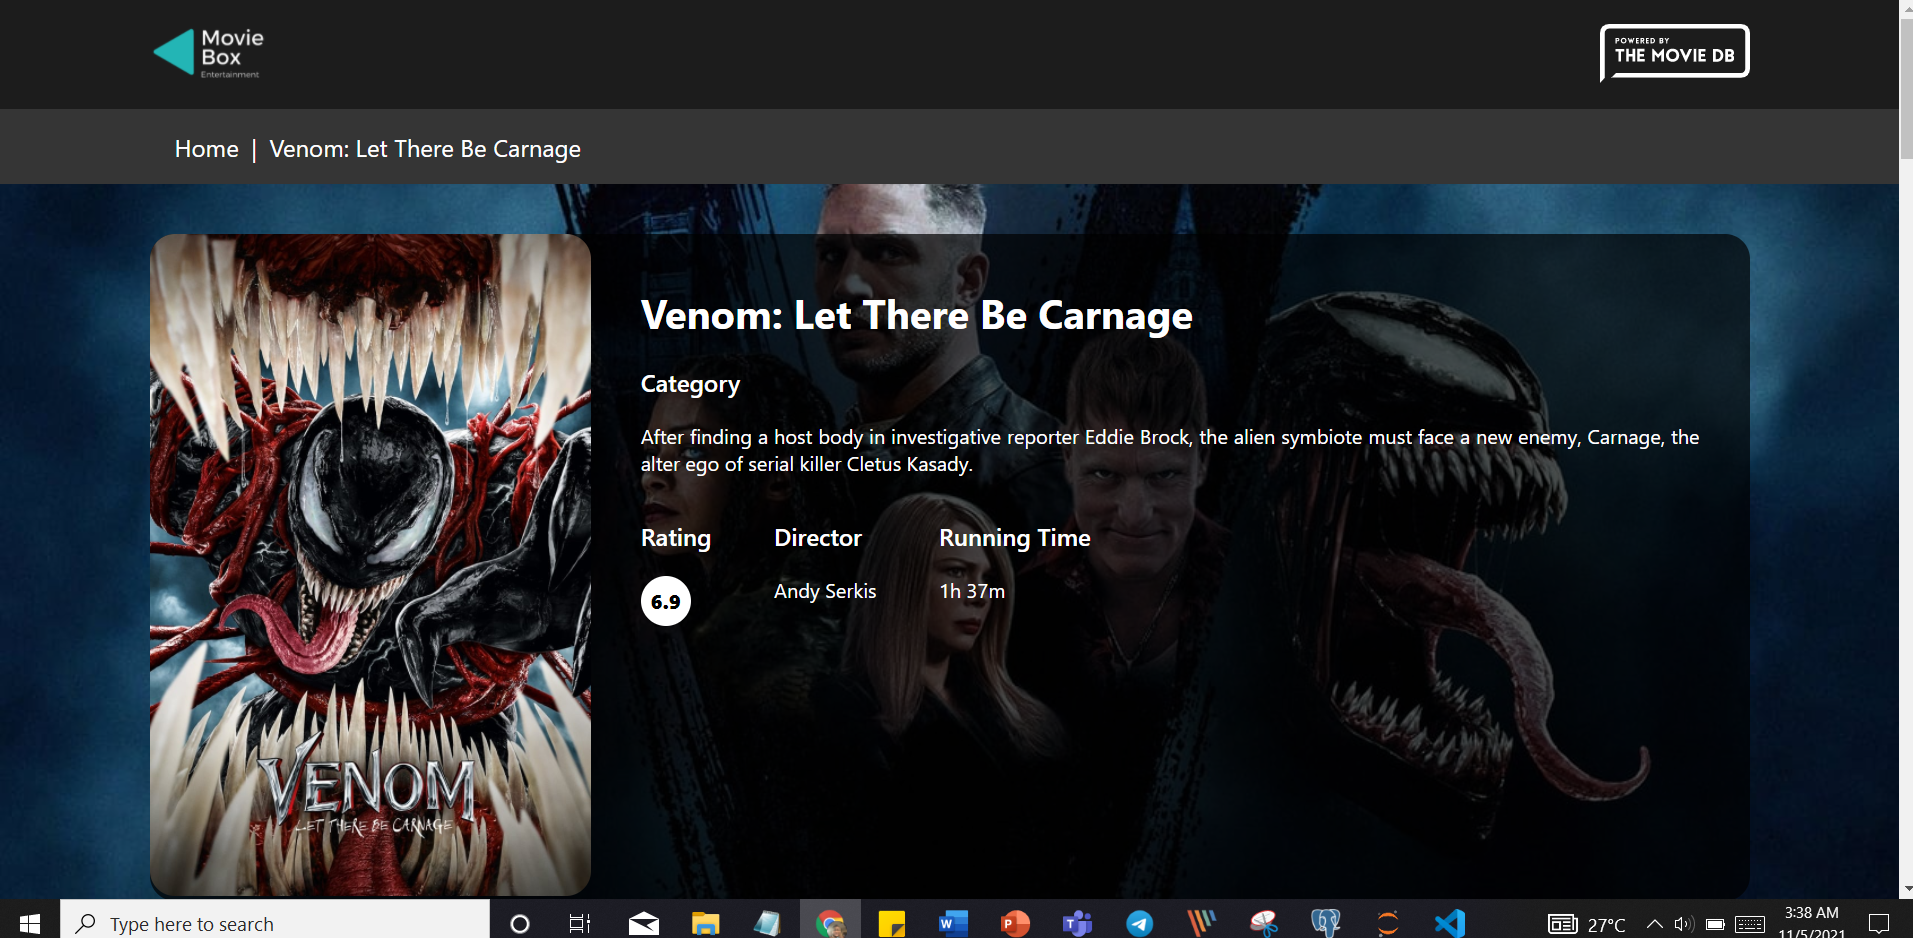 Movie
Box
Entertainment
POWERED BY
THE MOVIE DB
Home | Venom: Let There Be Carnage
Venom: Let There Be Carnage
Category
After finding a host body in investigative reporter Eddie Brock, the alien symbiote must face a new enemy, Carnage, the
alter ego of serial killer Cletus Kasady.
Rating Director Running Time
6.9 Andy Serkis 1h 37m
VENOM
LET THERE BE CARNAGE
Type here to search
27°C
3:38 AM
11/5/2021